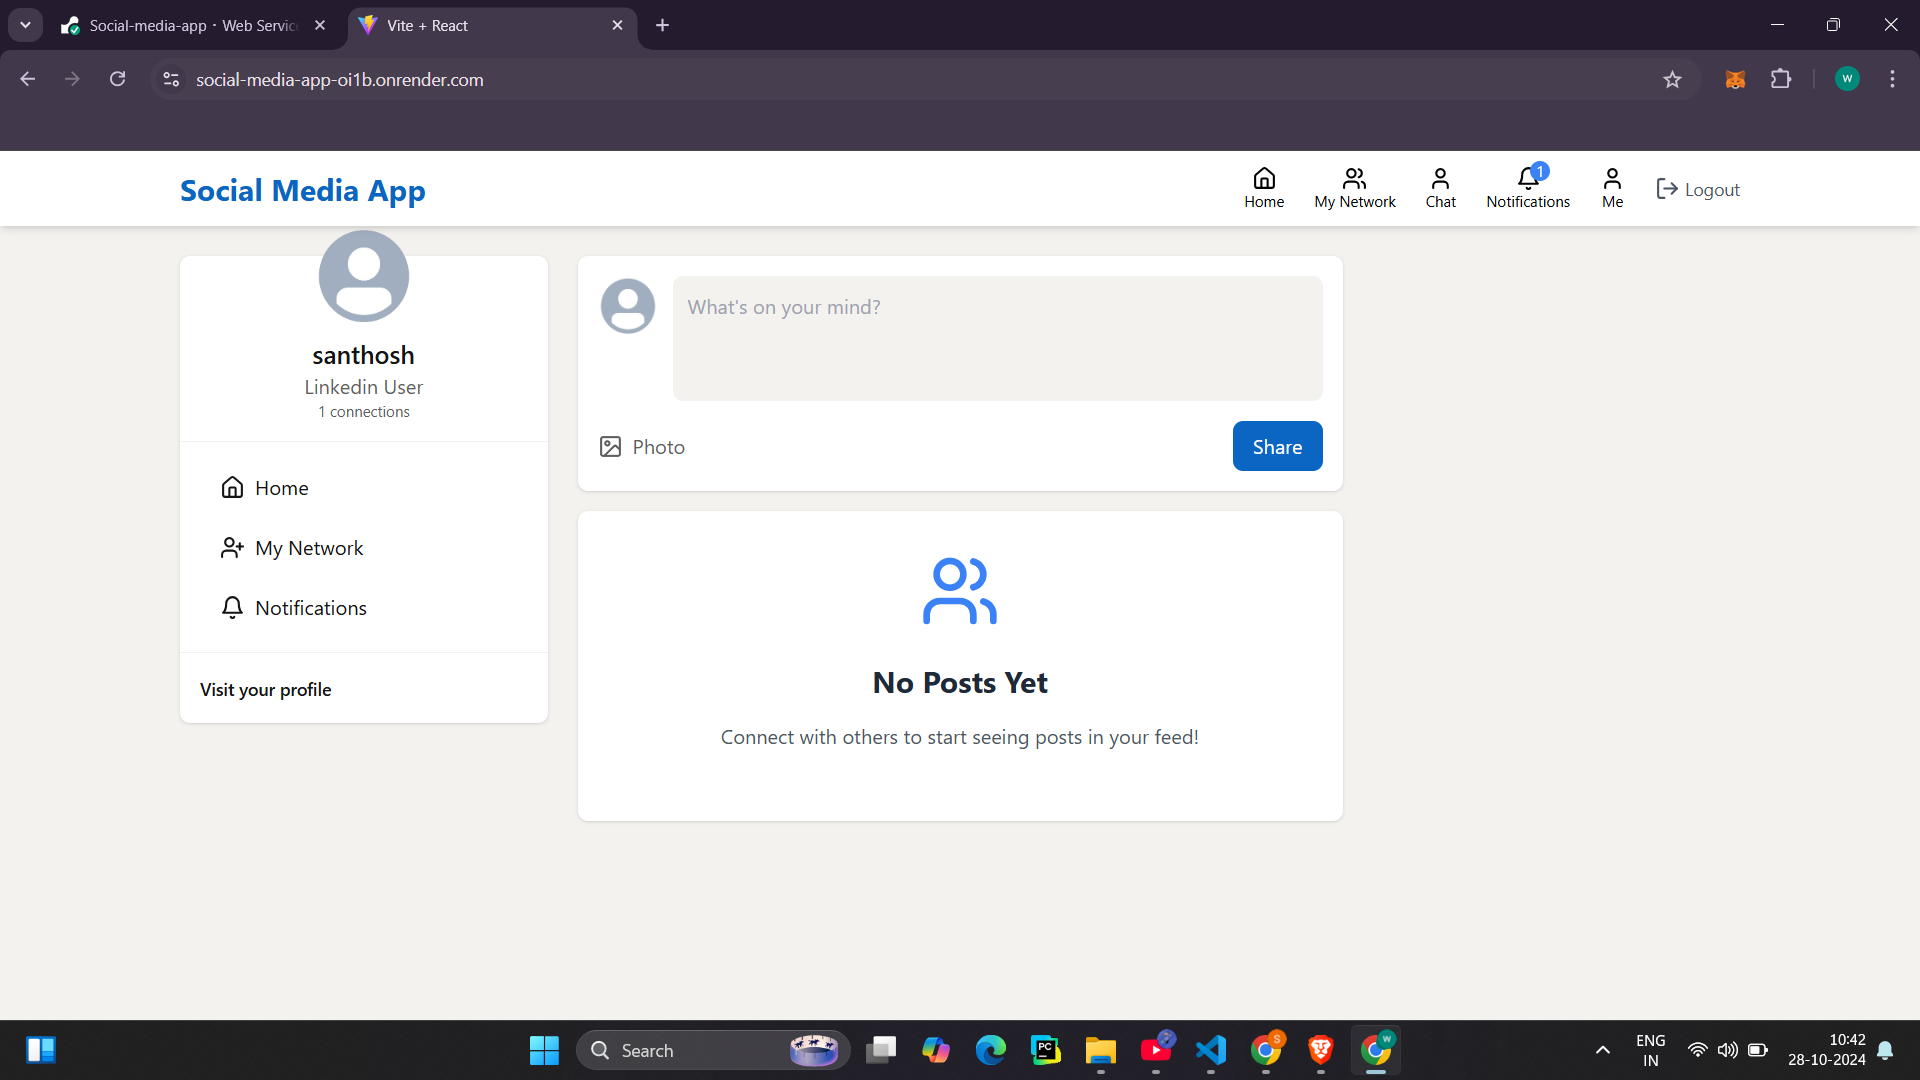 Social-media-app · Web Servic
Vite + React
social-media-app-oi1b.onrender.com
W
Social Media App
Home
My Network
Chat
1
Notifications
Me
Logout
santhosh
Linkedin User
1 connections
Home
My Network
Notifications
Visit your profile
What's on your mind?
Photo
Share
No Posts Yet
Connect with others to start seeing posts in your feed!
Search
PC
S
W
ENG
IN
10:42
28-10-2024